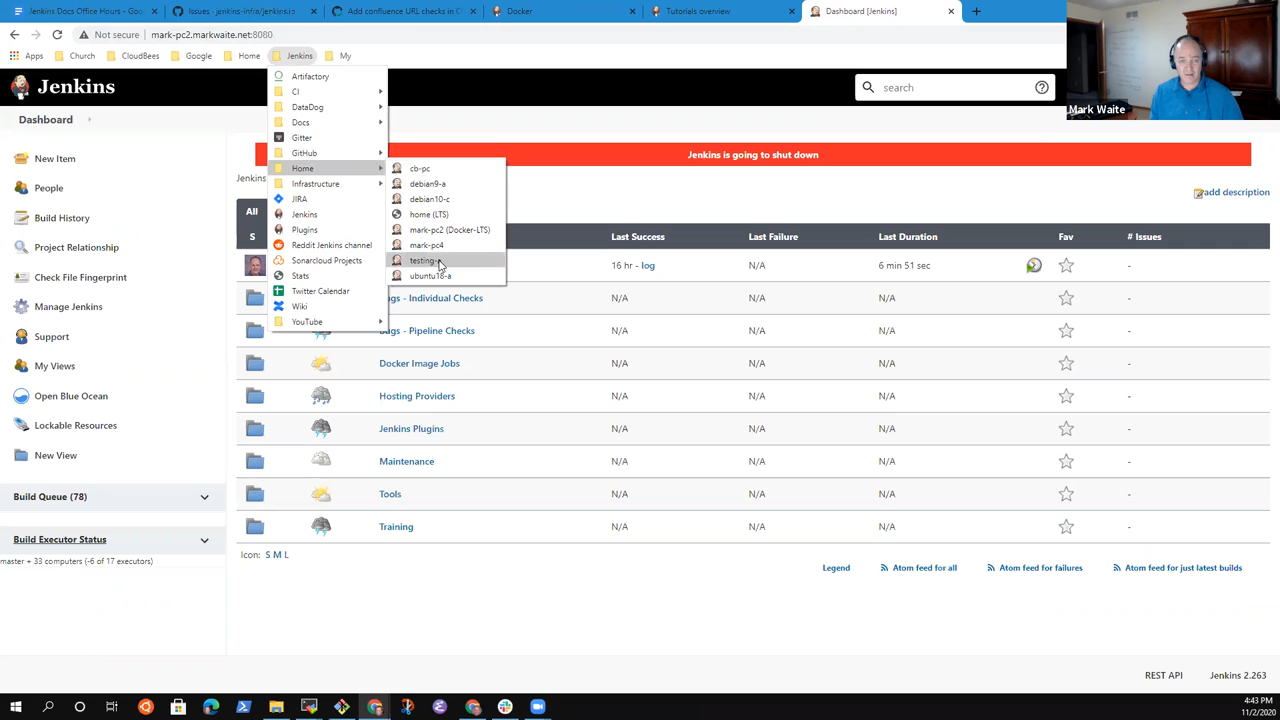 Jenkins Docs Office Hours - Goo
Issues · jenkins-infra/jenkins.io
Add confluence URL checks in C
Docker
Tutorials overview
Dashboard [Jenkins]
Not secure
mark-pc2.markwaite.net:8080
Apps
Church
CloudBees
Google
Home
Jenkins
My
Jenkins
search
Mark Waite
Dashboard
Artifactory
CI
DataDog
Docs
Gitter
GitHub
Home
Infrastructure
JIRA
Jenkins
Plugins
Reddit Jenkins channel
Sonarcloud Projects
Stats
Twitter Calendar
Wiki
YouTube
cb-pc
debian9-a
debian10-c
home (LTS)
mark-pc2 (Docker-LTS)
mark-pc4
testing-
ubuntu18-a
Jenkins is going to shut down
Jenkins
add description
New Item
People
Build History
Project Relationship
Check File Fingerprint
Manage Jenkins
Support
My Views
Open Blue Ocean
Lockable Resources
New View
Build Queue (78)
Build Executor Status
master + 33 computers (-6 of 17 executors)
All
S
Last Success
Last Failure
Last Duration
Fav
# Issues
16 hr - log
N/A
6 min 51 sec
-
Bugs - Individual Checks
N/A
N/A
N/A
-
Bugs - Pipeline Checks
N/A
N/A
N/A
-
Docker Image Jobs
N/A
N/A
N/A
-
Hosting Providers
N/A
N/A
N/A
-
Jenkins Plugins
N/A
N/A
N/A
-
Maintenance
N/A
N/A
N/A
-
Tools
N/A
N/A
N/A
-
Training
N/A
N/A
N/A
-
Icon: S M L
Legend
Atom feed for all
Atom feed for failures
Atom feed for just latest builds
REST API
Jenkins 2.263
4:43 PM
11/2/2020